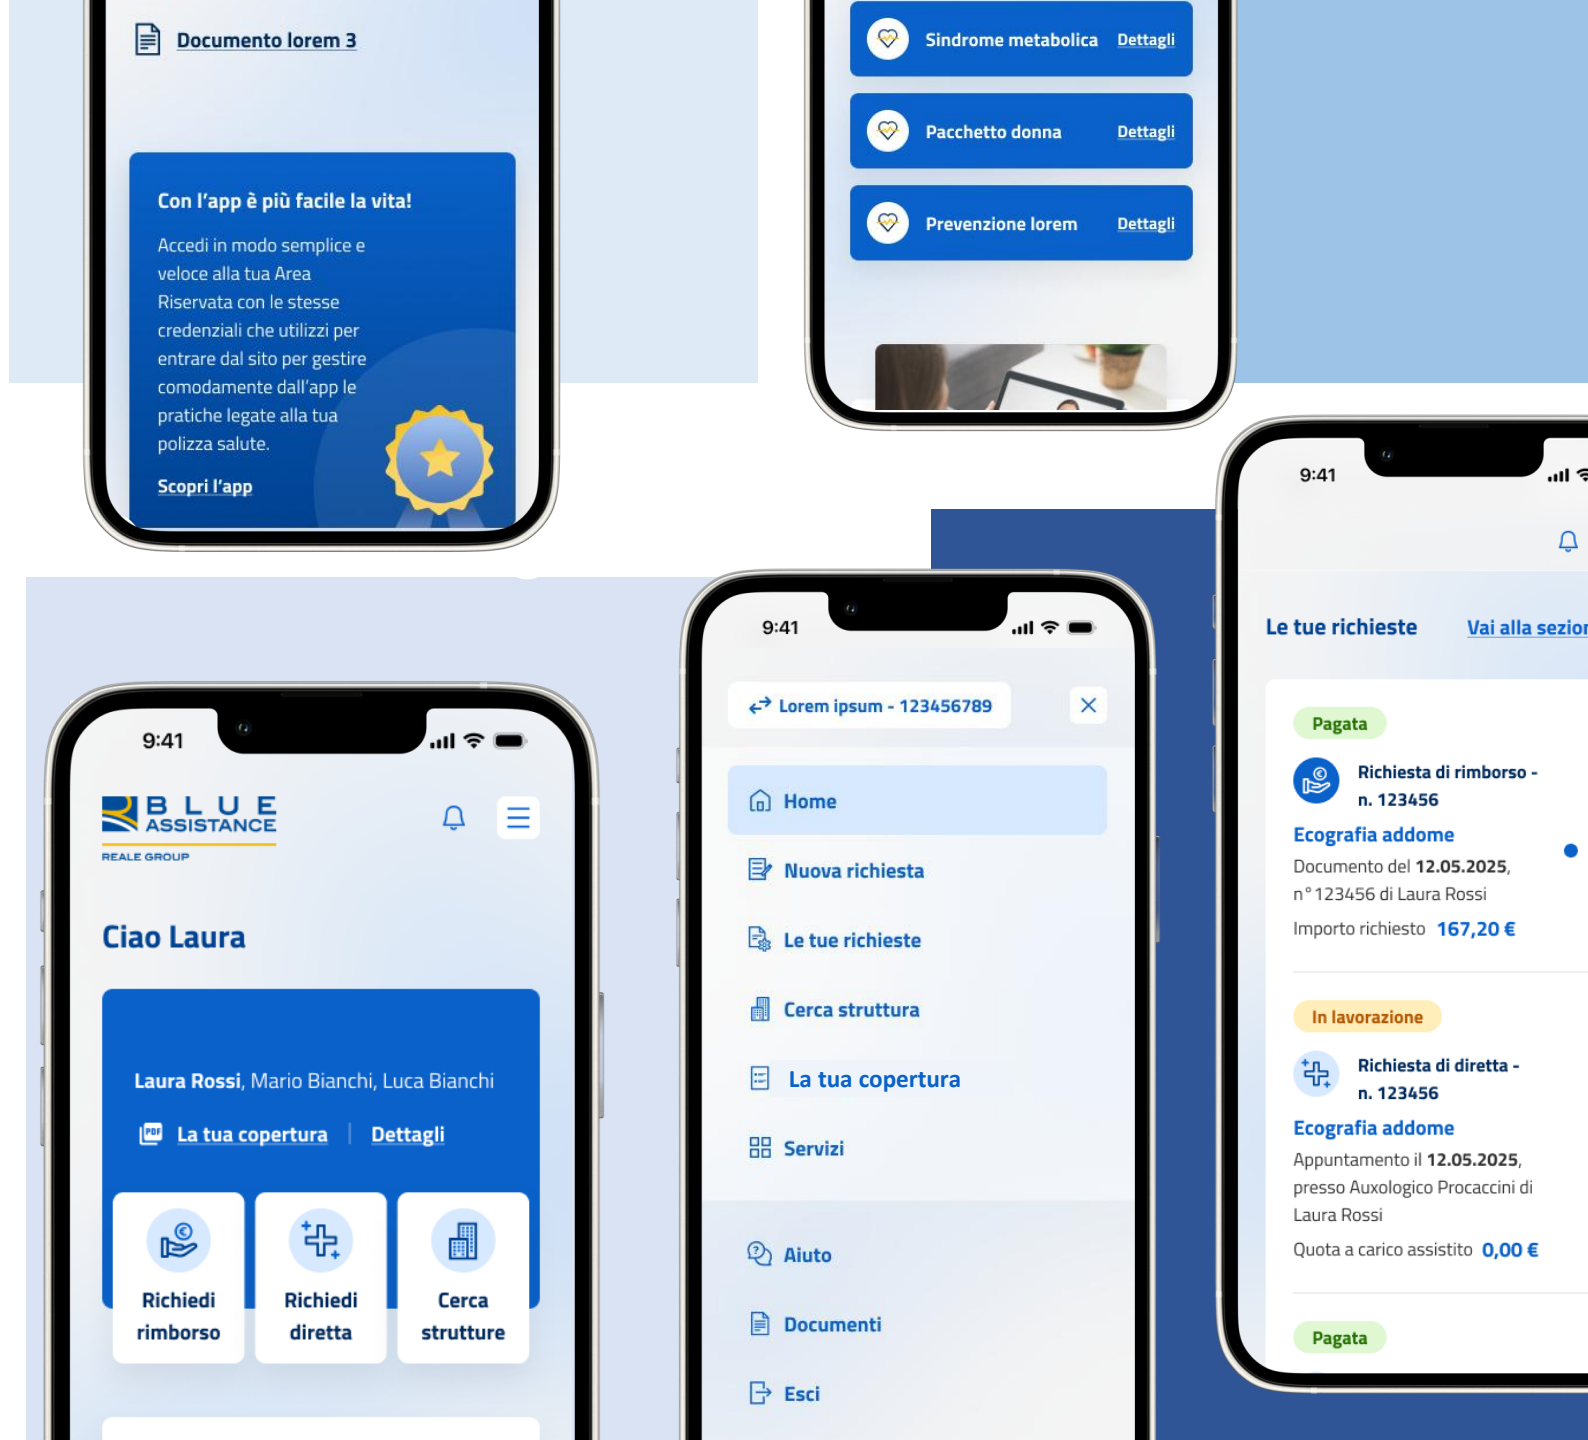 Documento lorem 3
Con l'app è più facile la vita!
Accedi in modo semplice e
veloce alla tua Area
Riservata con le stesse
credenziali che utilizzi per
entrare dal sito per gestire
comodamente dall'app le
pratiche legate alla tua
polizza salute.
Scopri l'app
Sindrome metabolica Dettagli
Pacchetto donna Dettagli
Prevenzione lorem Dettagli
9:41
BLUE
ASSISTANCE
REALE GROUP
Ciao Laura
Laura Rossi, Mario Bianchi, Luca Bianchi
PDF La tua copertura | Dettagli
Richiedi
rimborso
Richiedi
diretta
Cerca
strutture
9:41
Lorem ipsum - 123456789
Home
Nuova richiesta
Le tue richieste
Cerca struttura
La tua copertura
Servizi
Aiuto
Documenti
Esci
9:41
Le tue richieste Vai alla
Pagata
Richiesta di rimborso -
n. 123456
Ecografia addome
Documento del 12.05.2025,
n°123456 di Laura Rossi
Importo richiesto 167,20 €
In lavorazione
Richiesta di diretta -
n. 123456
Ecografia addome
Appuntamento il 12.05.2025,
presso Auxologico Procaccini di
Laura Rossi
Quota a carico assistito 0,00 €
Pagata